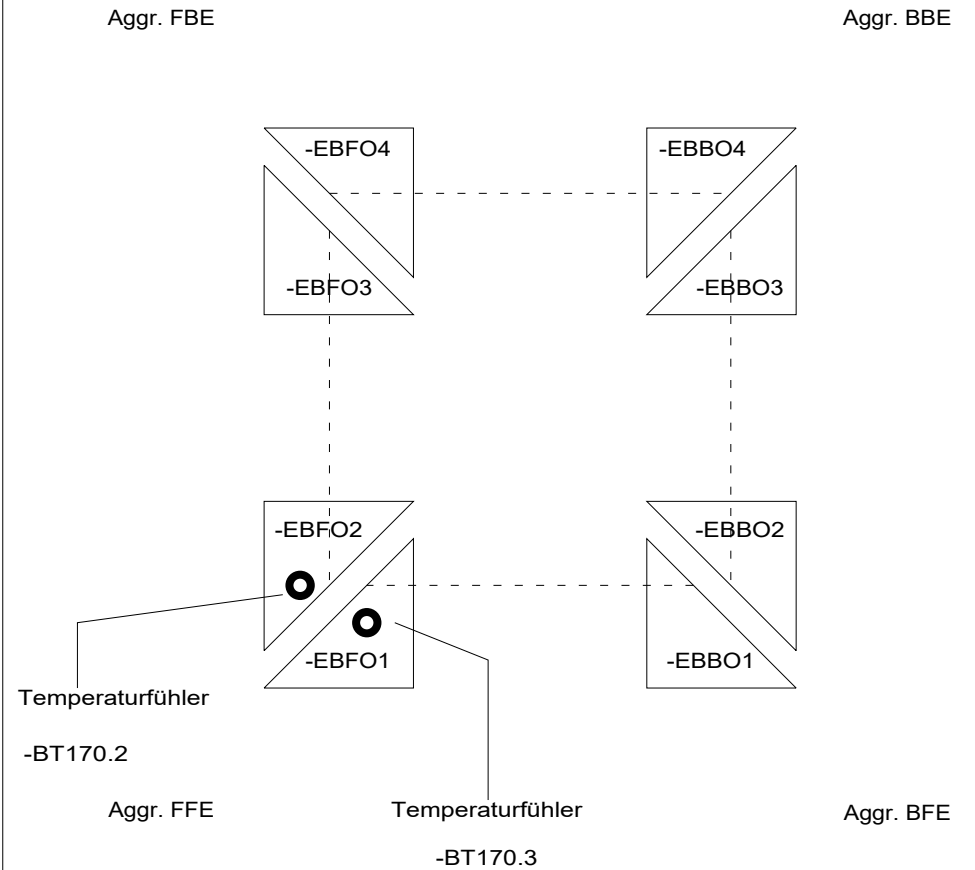 Aggr. FBE
Aggr. BBE
-EBFO4
-EBBO4
-EBFO3
-EBBO3
-EBFO2
-EBBO2
-EBFO1
-EBBO1
Temperaturfühler
-BT170.2
Aggr. FFE
Temperaturfühler
Aggr. BFE
-BT170.3